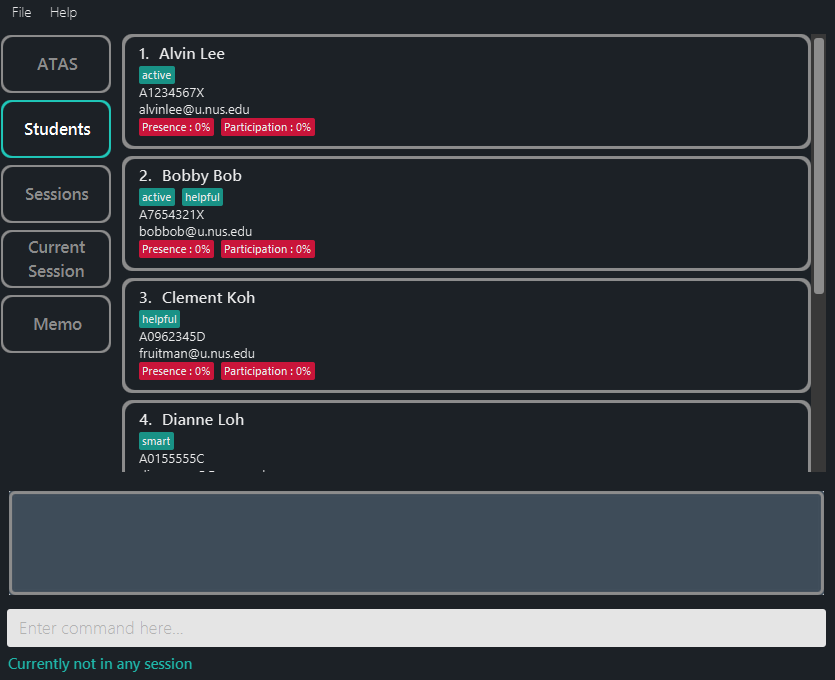 File Help
ATAS
Students
Sessions
Current
Session
Memo
1. Alvin Lee
active
A1234567X
alvinlee@u.nus.edu
Presence : 0% Participation : 0%
2. Bobby Bob
active helpful
A7654321X
bobbob@u.nus.edu
Presence : 0% Participation : 0%
3. Clement Koh
helpful
A0962345D
fruitman@u.nus.edu
Presence : 0% Participation : 0%
4. Dianne Loh
smart
A0155555C
Enter command here...
Currently not in any session